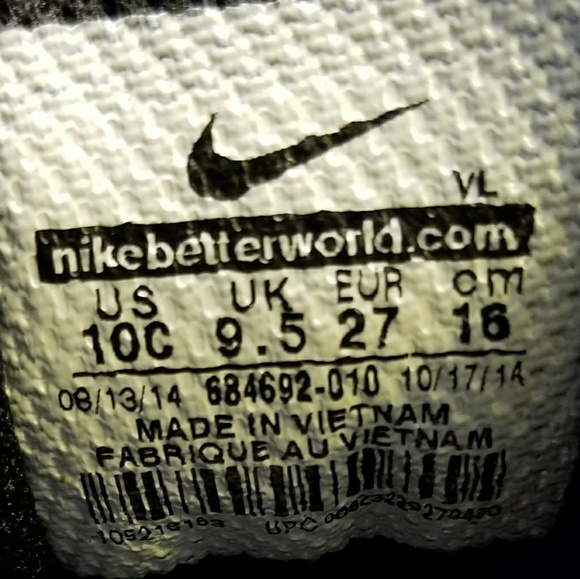 VL
nikebetterworld.com
US UK EUR cm
10C 9.5 27 16
08/13/14 684692-010 10/17/14
MADE IN VIETNAM
FABRIQUE AU VIETNAM
UPC